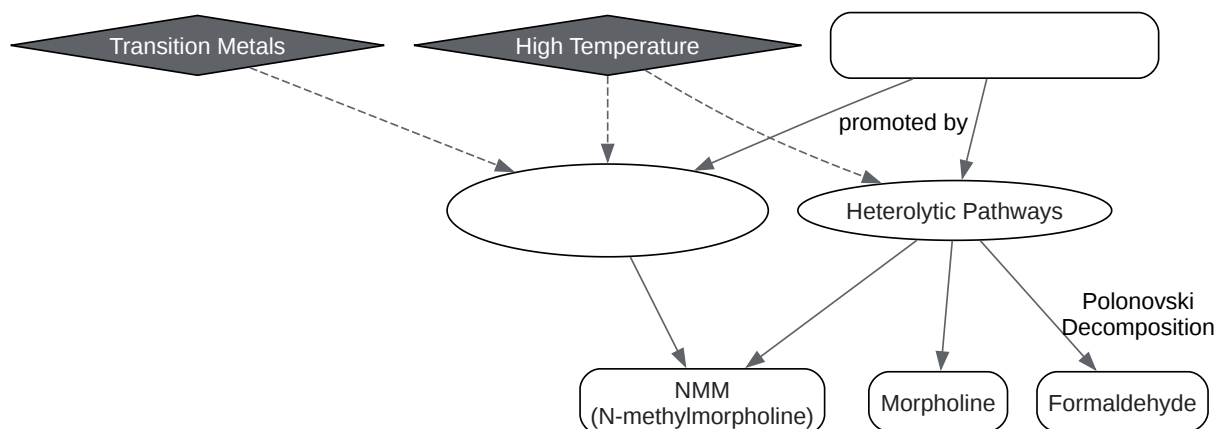 Transition Metals
High Temperature
promoted by
Heterolytic Pathways
Polonovski
Decomposition
NMM
(N-methylmorpholine)
Morpholine
Formaldehyde